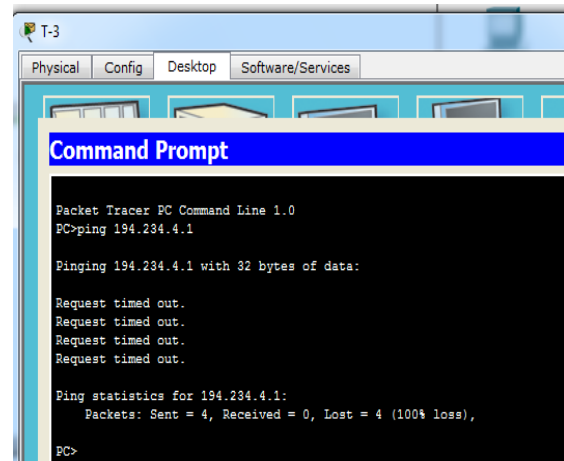 T-3
Physical Config Desktop Software/Services
Command Prompt
Packet Tracer PC Command Line 1.0
PC>ping 194.234.4.1
Pinging 194.234.4.1 with 32 bytes of data:
Request timed out.
Request timed out.
Request timed out.
Request timed out.
Ping statistics for 194.234.4.1:
Packets: Sent = 4, Received = 0, Lost = 4 (100% loss),
PC>